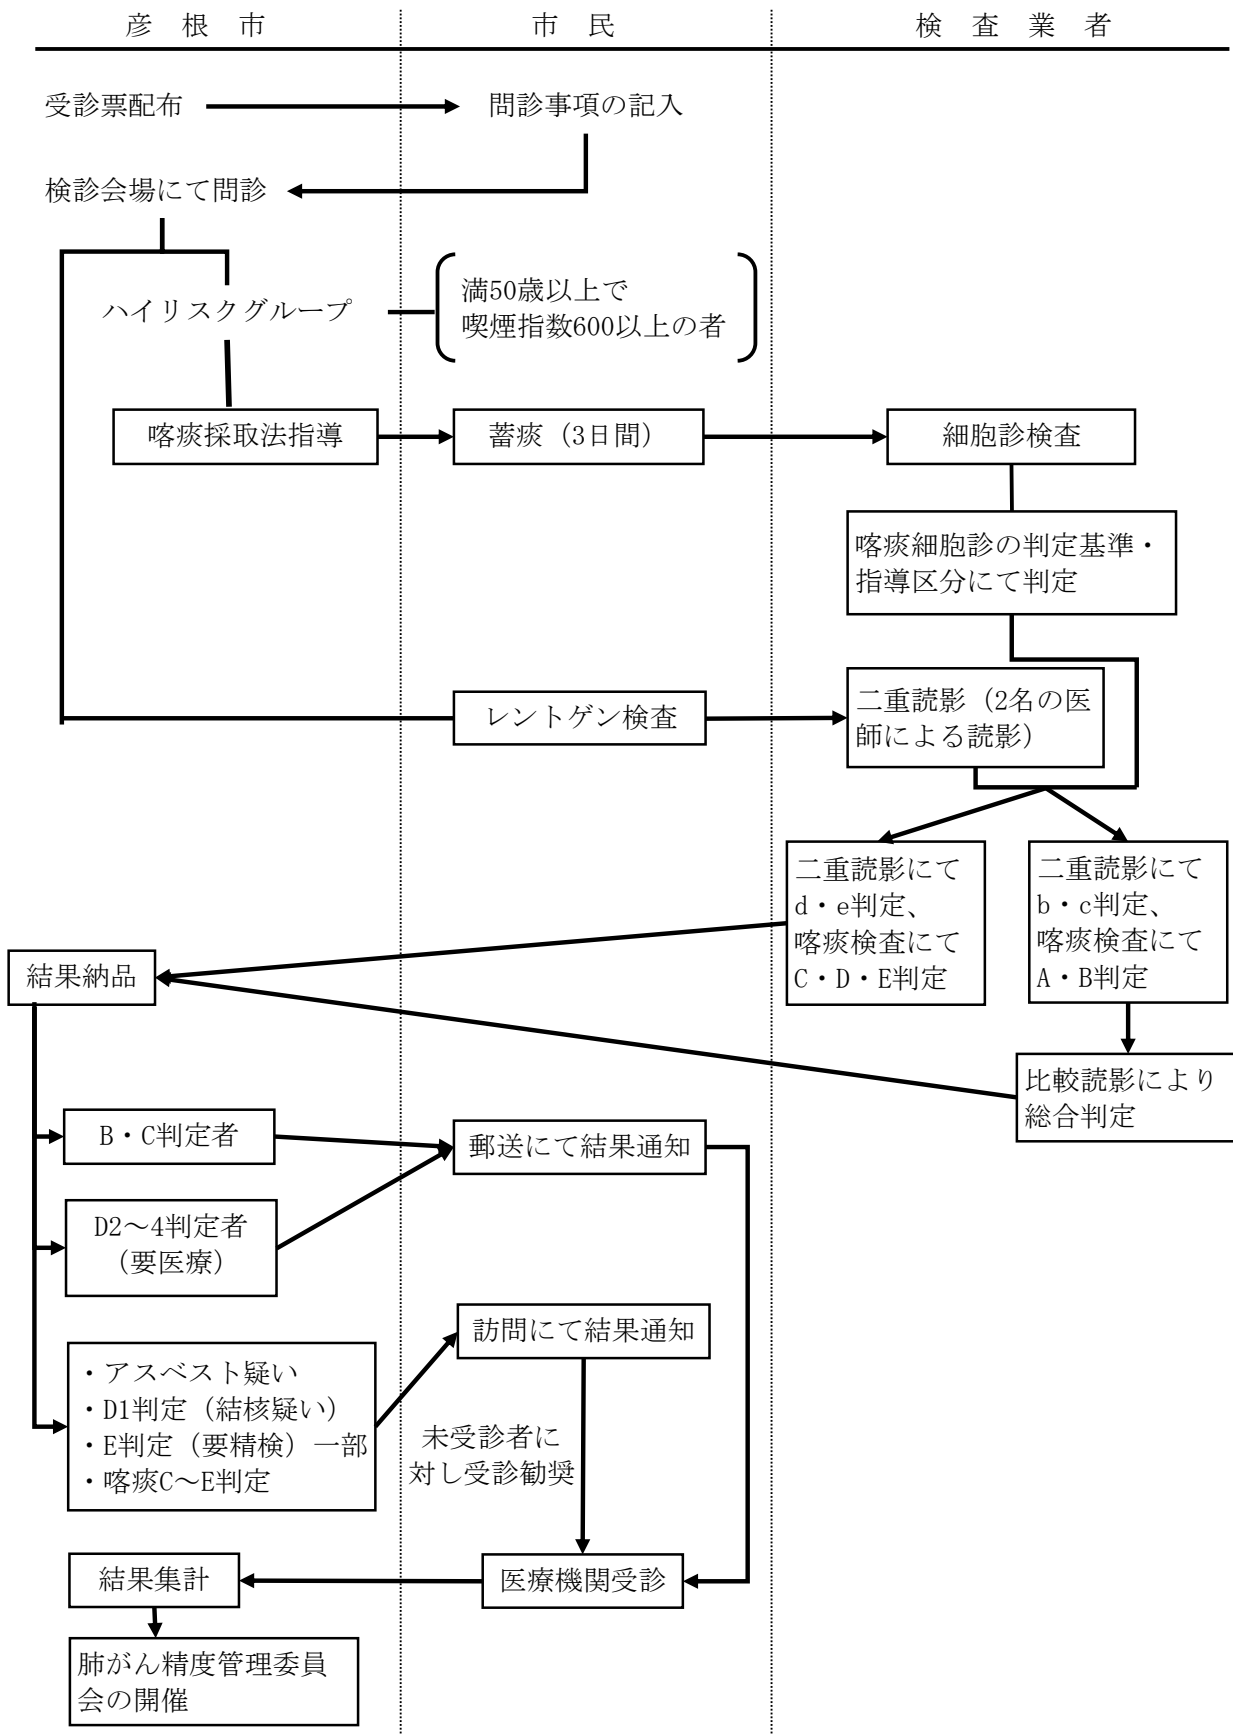 彦根市
市民
検査業者
受診票配布
問診事項の記入
検診会場にて問診
ハイリスクグループ
満50歳以上で
喫煙指数600以上の者
喀痰採取法指導
蓄痰（3日間）
細胞診検査
喀痰細胞診の判定基準・
指導区分にて判定
レントゲン検査
二重読影（2名の医
師による読影）
二重読影にて
d・e判定、
喀痰検査にて
C・D・E判定
二重読影にて
b・c判定、
喀痰検査にて
A・B判定
結果納品
比較読影により
総合判定
B・C判定者
郵送にて結果通知
D2～4判定者
（要医療）
訪問にて結果通知
・アスベスト疑い
・D1判定（結核疑い）
・E判定（要精検）一部
・喀痰C～E判定
未受診者に
対し受診勧奨
結果集計
医療機関受診
肺がん精度管理委員
会の開催